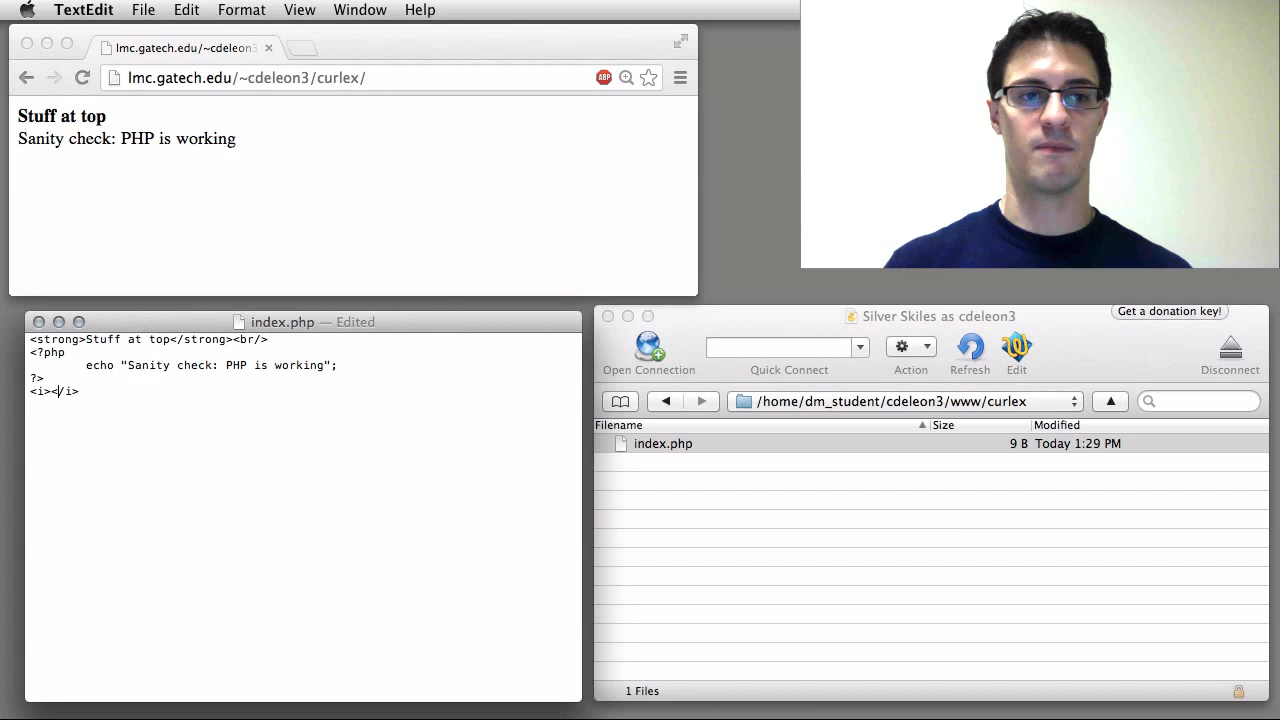 TextEdit File Edit Format View Window Help
lmc.gatech.edu/~cdeleon3
lmc.gatech.edu/~cdeleon3/curlex/
ABP
Stuff at top
Sanity check: PHP is working
index.php — Edited
<strong>Stuff at top</strong><br/>
<?php
echo "Sanity check: PHP is working";
?>
<i></i>
Silver Skiles as cdeleon3
Get a donation key!
Open Connection Quick Connect Action Refresh Edit Disconnect
/home/dm_student/cdeleon3/www/curlex
Filename Size Modified
index.php 9 B Today 1:29 PM
1 Files